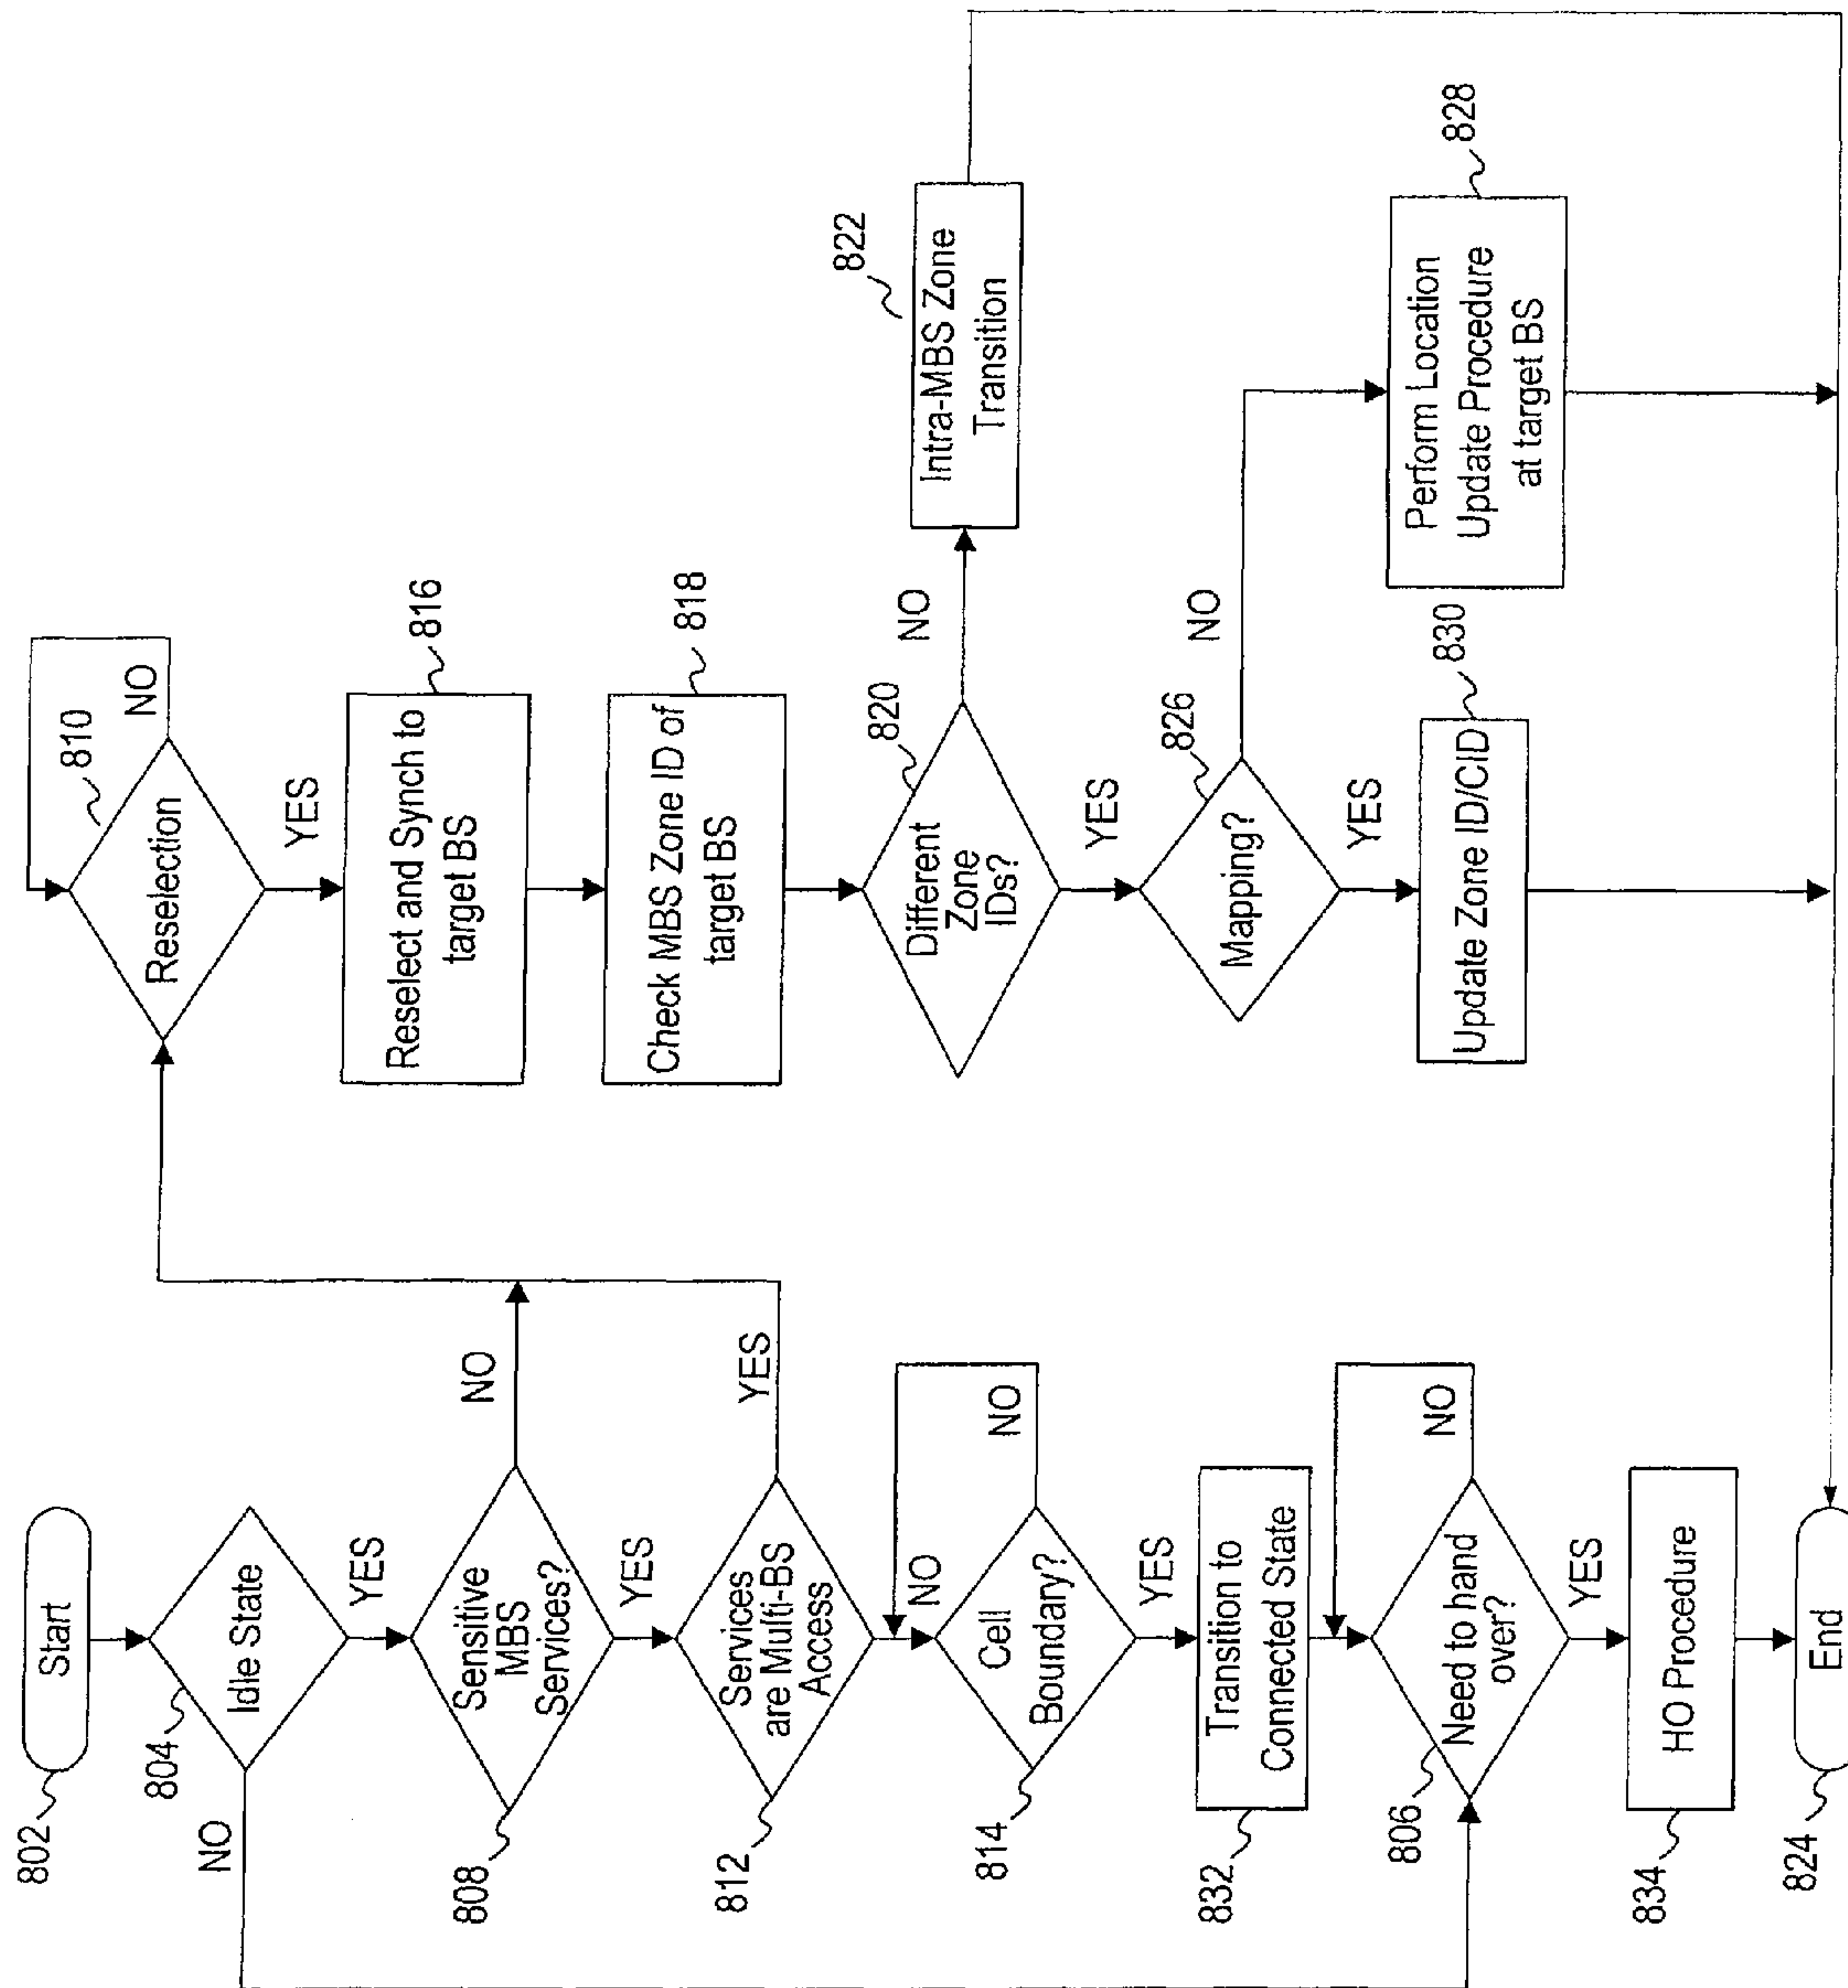 Start
802
804
Idle State
NO
YES
808
Sensitive
MBS
Services?
NO
YES
812
Services
are Multi-BS
Access
YES
NO
814
Cell
Boundary?
NO
YES
832
Transition to
Connected State
806
Need to hand
over?
NO
YES
834
HO Procedure
824
End
810
Reselection
NO
YES
816
Reselect and Synch to
target BS
818
Check MBS Zone ID of
target BS
820
Different
Zone
IDs?
NO
YES
822
Intra-MBS Zone
Transition
826
Mapping?
NO
YES
828
Perform Location
Update Procedure
at target BS
830
Update Zone ID/CID